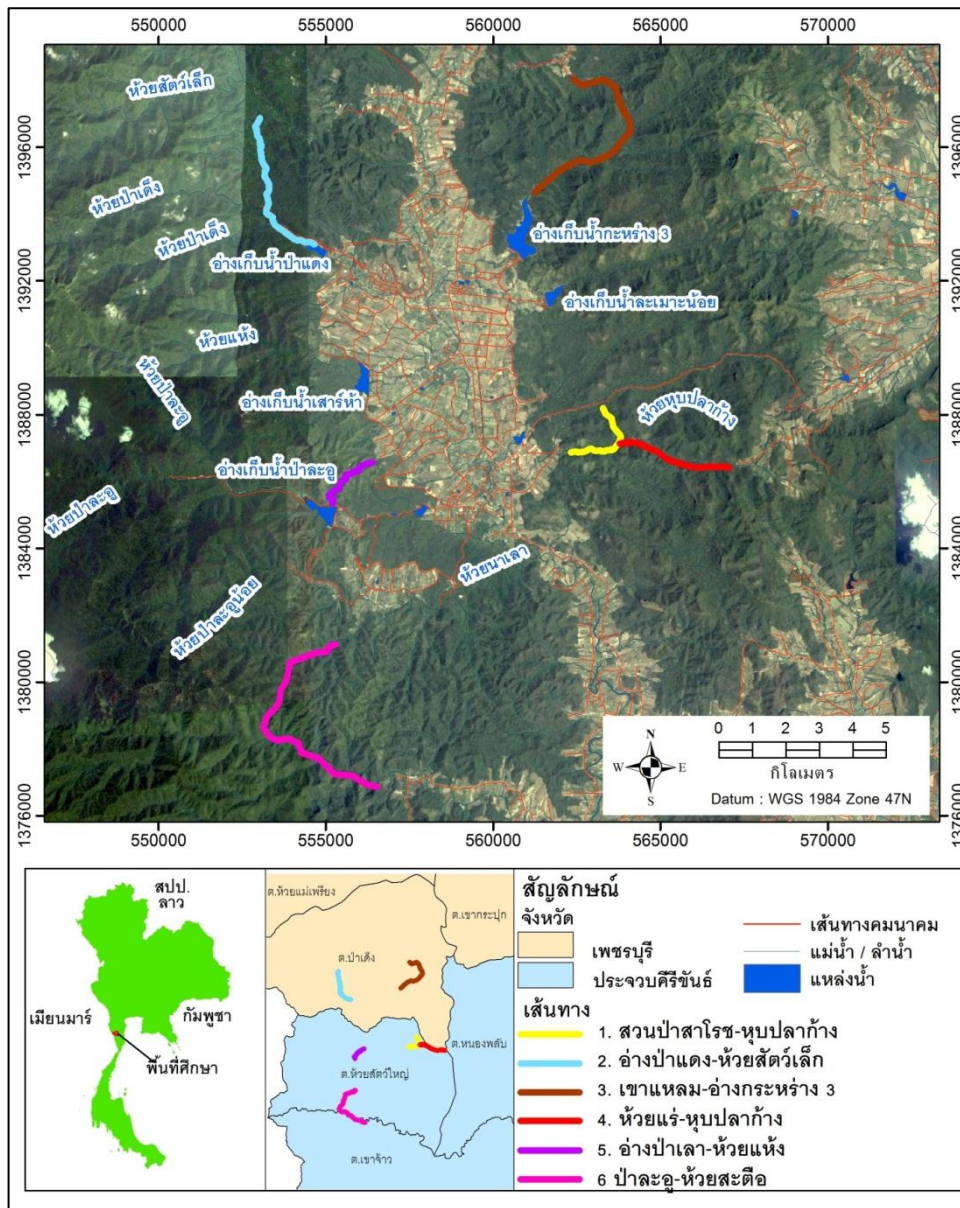 550000 555000 560000 565000 570000
1396000
1392000
1388000
1384000
1380000
1376000
1396000
1392000
1388000
1384000
1380000
1376000
ห้วยสัตว์เล็ก
ห้วยป่าเด็ง
ห้วยป่าเด็ง
อ่างเก็บน้ำป่าแดง
อ่างเก็บน้ำกะหร่าง 3
อ่างเก็บน้ำละเมาะน้อย
ห้วยแห้ง
ห้วยป่าละอู
อ่างเก็บน้ำเสาร์ห้า
ห้วยหุบปลาก้าง
อ่างเก็บน้ำป่าละอู
ห้วยป่าละอู
ห้วยนาเลา
ห้วยป่าละอูน้อย
N
W E
S
0 1 2 3 4 5
กิโลเมตร
Datum : WGS 1984 Zone 47N
550000 555000 560000 565000 570000
สปป.
ลาว
เมียนมาร์
กัมพูชา
พื้นที่ศึกษา
ต.ห้วยแม่เพรียง
ต.เขากระปุก
ต.ป่าเด็ง
ต.หนองพลับ
ต.ห้วยสัตว์ใหญ่
ต.เขาจ้าว
สัญลักษณ์
จังหวัด
เพชรบุรี
ประจวบคีรีขันธ์
เส้นทางคมนาคม
แม่น้ำ / ลำน้ำ
แหล่งน้ำ
เส้นทาง
1. สวนป่าสาโรช-หุบปลาก้าง
2. อ่างป่าแดง-ห้วยสัตว์เล็ก
3. เขาแหลม-อ่างกระหร่าง 3
4. ห้วยแร่-หุบปลาก้าง
5. อ่างป่าเลา-ห้วยแห้ง
6 ป่าละอู-ห้วยสะตือ